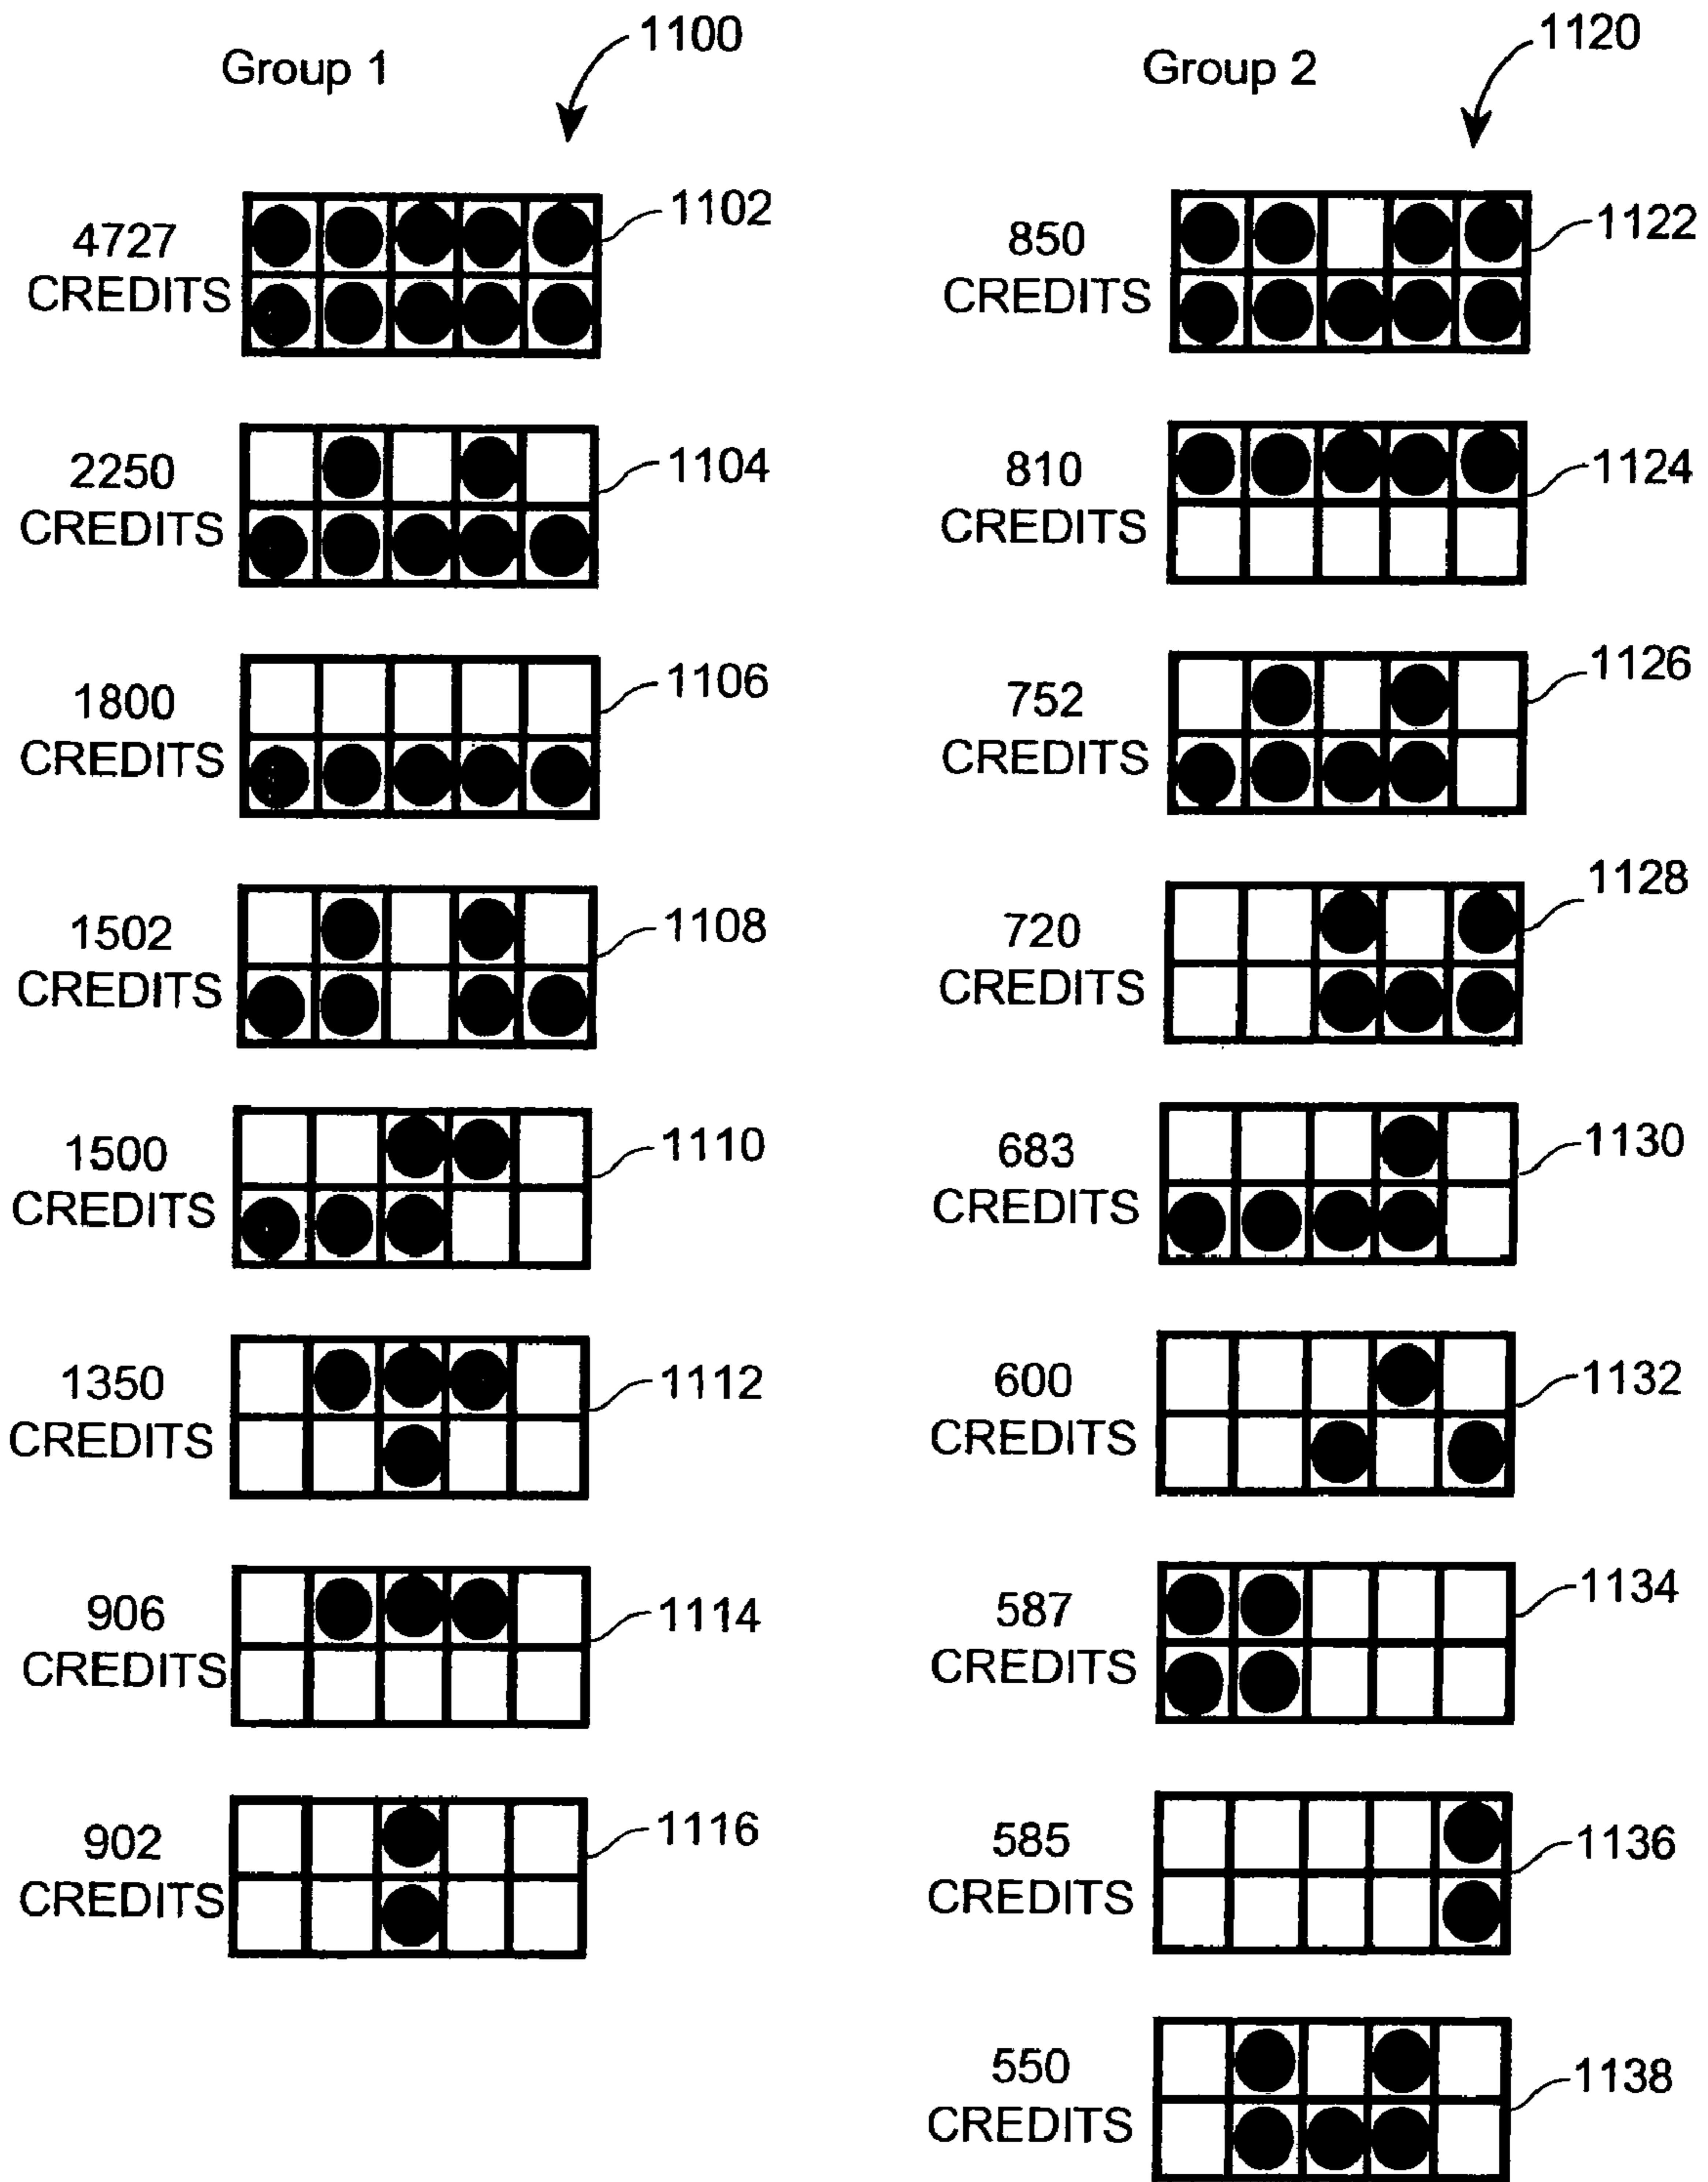 Group 1
1100
4727
CREDITS
1102
2250
CREDITS
1104
1800
CREDITS
1106
1502
CREDITS
1108
1500
CREDITS
1110
1350
CREDITS
1112
906
CREDITS
1114
902
CREDITS
1116
Group 2
1120
850
CREDITS
1122
810
CREDITS
1124
752
CREDITS
1126
720
CREDITS
1128
683
CREDITS
1130
600
CREDITS
1132
587
CREDITS
1134
585
CREDITS
1136
550
CREDITS
1138